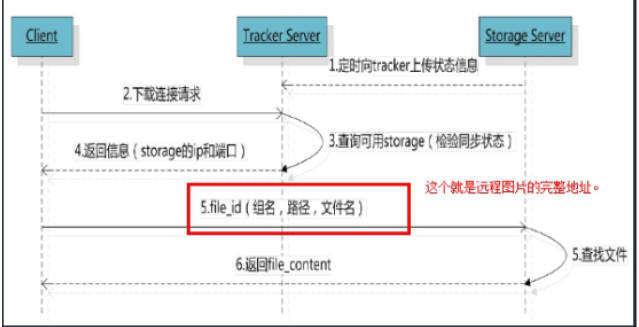 Client
Tracker Server
Storage Server
1.定时向tracker上传状态信息
2.下载连接请求
3.查询可用storage（检验同步状态）
4.返回信息（storage的ip和端口）
这个就是远程图片的完整地址。
5.file_id（组名，路径，文件名）
5.查找文件
6.返回file_content